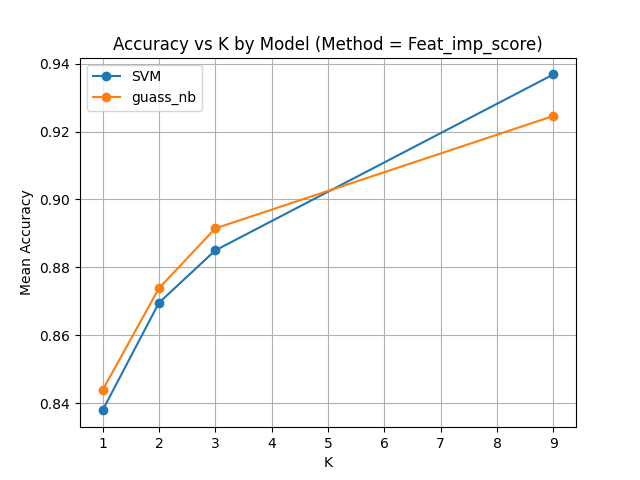 Accuracy vs K by Model (Method = Feat_imp_score)
SVM
guass_nb
Mean Accuracy
0.94
0.92
0.90
0.88
0.86
0.84
1 2 3 4 5 6 7 8 9
K